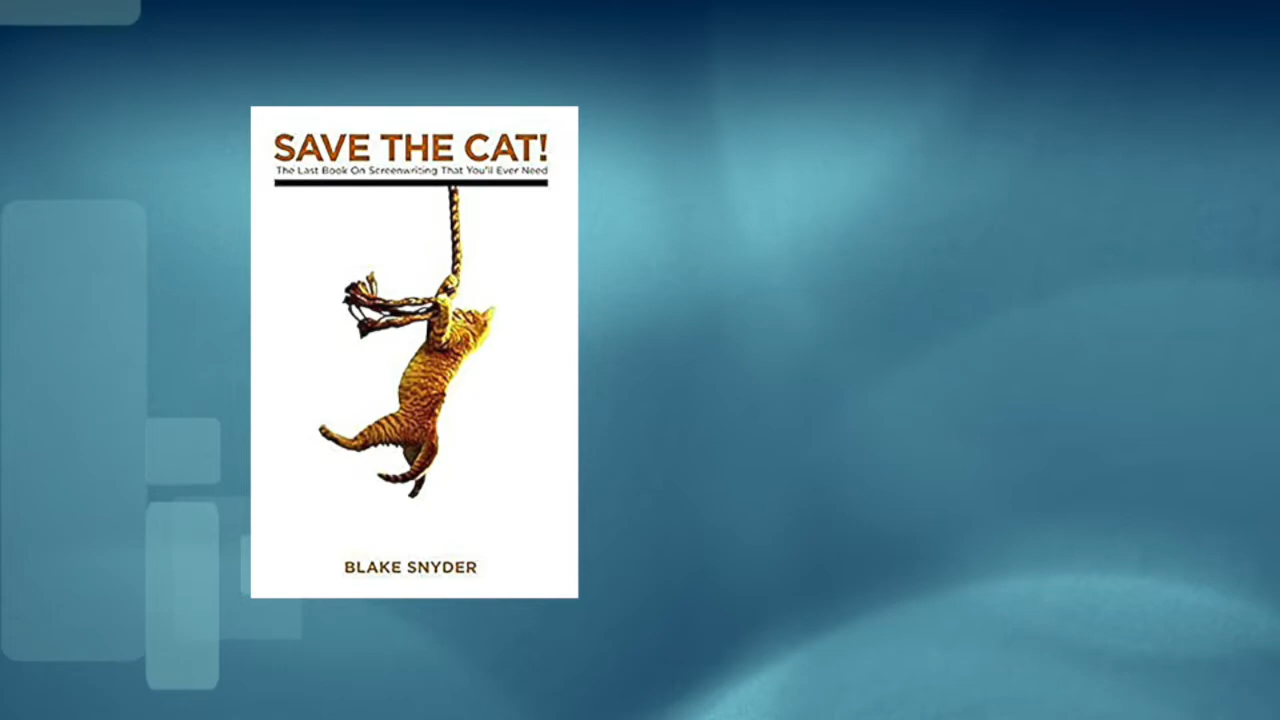 SAVE THE CAT!
The Last Book On Screenwriting That You'll Ever Need
BLAKE SNYDER